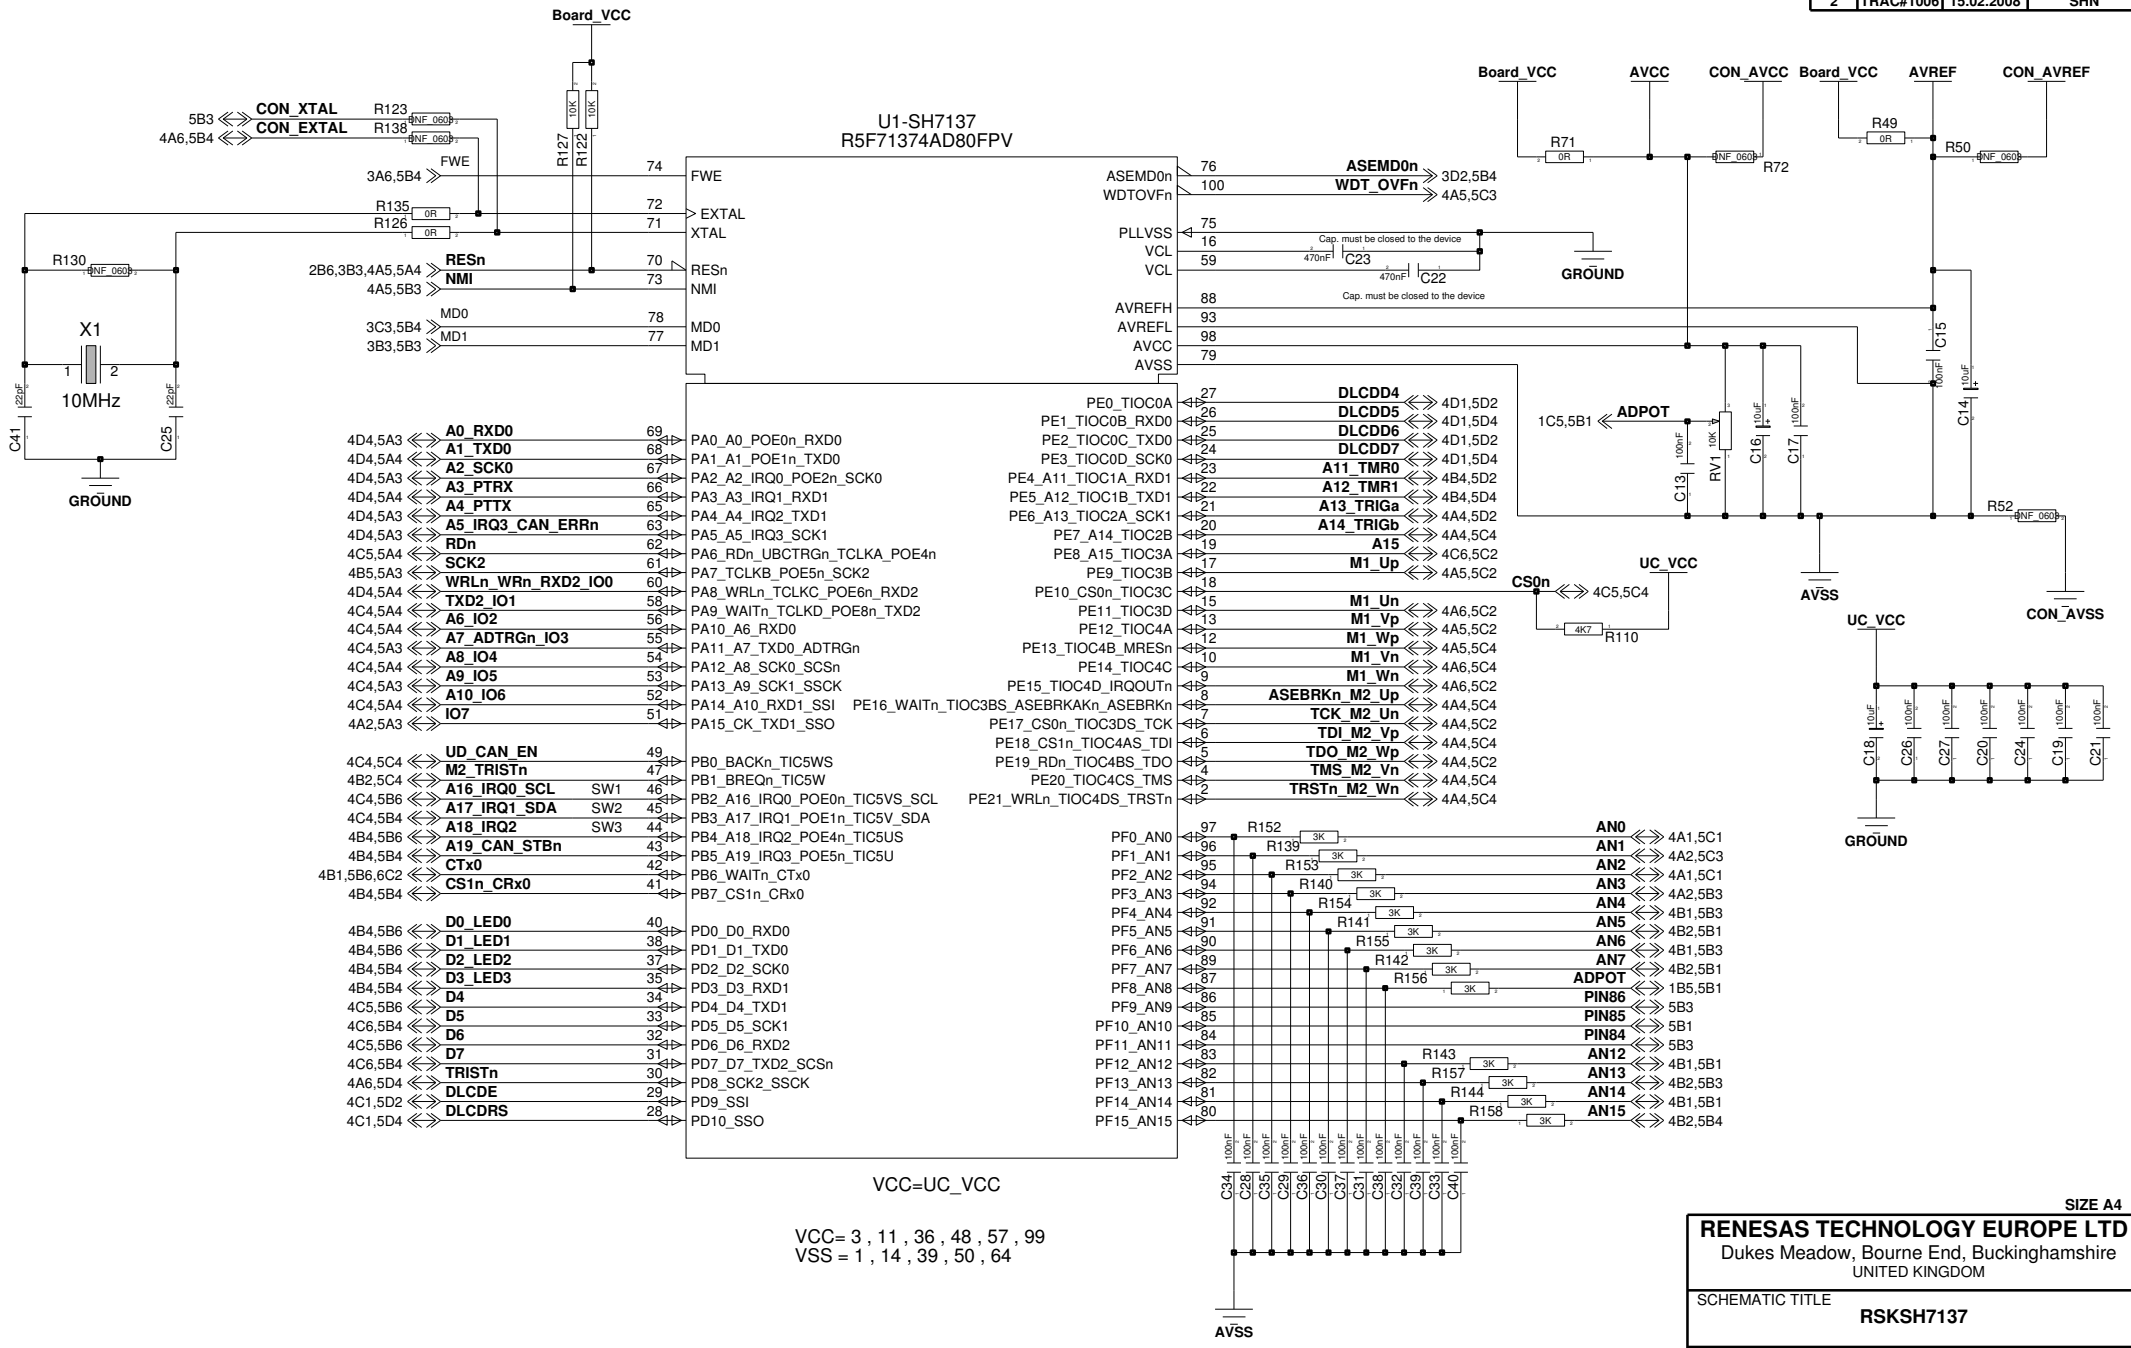 2 TRAC#1006 15.02.2008 SHN
Board_VCC
Board_VCC AVCC CON_AVCC Board_VCC AVREF CON_AVREF
U1-SH7137
R5F71374AD80FPV
5B3 CON_XTAL R123 DNF_0603
4A6,5B4 CON_EXTAL R138 DNF_0603
R127 10K
R122 10K
R71 0R
DNF_0603 R72
R49 0R
R50 DNF_0603
3A6,5B4 FWE 74 FWE
R135 0R 72 EXTAL
R126 0R 71 XTAL
R130 DNF_0603
2B6,3B3,4A5,5A4 RESn 70 RESn
4A5,5B3 NMI 73 NMI
3C3,5B4 MD0 78 MD0
3B3,5B3 MD1 77 MD1
X1
1 2
10MHz
C41 22pF
C25 22pF
GROUND
ASEMD0n 76 ASEMD0n 3D2,5B4
WDTOVFn 100 WDT_OVFn 4A5,5C3
PLLVSS 75
Cap. must be closed to the device
VCL 16 470nF C23
VCL 59 470nF C22
Cap. must be closed to the device
GROUND
AVREFH 88
AVREFL 93
AVCC 98
AVSS 79
C15 100nF
C14 10uF
1C5,5B1 ADPOT
C13 100nF
RV1 10K
C16 10uF
C17 100nF
R52 DNF_0603
AVSS
CON_AVSS
4D4,5A3 A0_RXD0 69 PA0_A0_POE0n_RXD0
4D4,5A4 A1_TXD0 68 PA1_A1_POE1n_TXD0
4D4,5A3 A2_SCK0 67 PA2_A2_IRQ0_POE2n_SCK0
4D4,5A4 A3_PTRX 66 PA3_A3_IRQ1_RXD1
4D4,5A4 A4_PTTX 65 PA4_A4_IRQ2_TXD1
4D4,5A3 A5_IRQ3_CAN_ERRn 63 PA5_A5_IRQ3_SCK1
4C5,5A4 RDn 62 PA6_RDn_UBCTRGn_TCLKA_POE4n
4B5,5A3 SCK2 61 PA7_TCLKB_POE5n_SCK2
4D4,5A4 WRLn_WRn_RXD2_IO0 60 PA8_WRLn_TCLKC_POE6n_RXD2
4C4,5A4 TXD2_IO1 58 PA9_WAITn_TCLKD_POE8n_TXD2
4C4,5A4 A6_IO2 56 PA10_A6_RXD0
4C4,5A3 A7_ADTRGn_IO3 55 PA11_A7_TXD0_ADTRGn
4C4,5A4 A8_IO4 54 PA12_A8_SCK0_SCSn
4C4,5A3 A9_IO5 53 PA13_A9_SCK1_SSCK
4C4,5A4 A10_IO6 52 PA14_A10_RXD1_SSI
4A2,5A3 IO7 51 PA15_CK_TXD1_SSO
4C4,5C4 UD_CAN_EN 49 PB0_BACKn_TIC5WS
4B2,5C4 M2_TRISTn 47 PB1_BREQn_TIC5W
4C4,5B6 A16_IRQ0_SCL SW1 46 PB2_A16_IRQ0_POE0n_TIC5VS_SCL
4C4,5B4 A17_IRQ1_SDA SW2 45 PB3_A17_IRQ1_POE1n_TIC5V_SDA
4B4,5B6 A18_IRQ2 SW3 44 PB4_A18_IRQ2_POE4n_TIC5US
4B4,5B4 A19_CAN_STBn 43 PB5_A19_IRQ3_POE5n_TIC5U
4B1,5B6,6C2 CTx0 42 PB6_WAITn_CTx0
4B4,5B4 CS1n_CRx0 41 PB7_CS1n_CRx0
4B4,5B6 D0_LED0 40 PD0_D0_RXD0
4B4,5B6 D1_LED1 38 PD1_D1_TXD0
4B4,5B4 D2_LED2 37 PD2_D2_SCK0
4B4,5B4 D3_LED3 35 PD3_D3_RXD1
4C5,5B6 D4 34 PD4_D4_TXD1
4C6,5B4 D5 33 PD5_D5_SCK1
4C5,5B6 D6 32 PD6_D6_RXD2
4C6,5B4 D7 31 PD7_D7_TXD2_SCSn
4A6,5D4 TRISTn 30 PD8_SCK2_SSCK
4C1,5D2 DLCDE 29 PD9_SSI
4C1,5D4 DLCDRS 28 PD10_SSO
PE0_TIOC0A 27 DLCDD4 4D1,5D2
PE1_TIOC0B_RXD0 26 DLCDD5 4D1,5D4
PE2_TIOC0C_TXD0 25 DLCDD6 4D1,5D2
PE3_TIOC0D_SCK0 24 DLCDD7 4D1,5D4
PE4_A11_TIOC1A_RXD1 23 A11_TMR0 4B4,5D2
PE5_A12_TIOC1B_TXD1 22 A12_TMR1 4B4,5D4
PE6_A13_TIOC2A_SCK1 21 A13_TRIGa 4A4,5D2
PE7_A14_TIOC2B 20 A14_TRIGb 4A4,5C4
PE8_A15_TIOC3A 19 A15 4C6,5C2
PE9_TIOC3B 17 M1_Up 4A5,5C2
PE10_CS0n_TIOC3C 18 CS0n 4C5,5C4
UC_VCC
4K7 R110
PE11_TIOC3D 15 M1_Un 4A6,5C2
PE12_TIOC4A 13 M1_Vp 4A5,5C2
PE13_TIOC4B_MRESn 12 M1_Wp 4A5,5C4
PE14_TIOC4C 10 M1_Vn 4A6,5C4
PE15_TIOC4D_IRQOUTn 9 M1_Wn 4A6,5C2
PE16_WAITn_TIOC3BS_ASEBRKAKn_ASEBRKn 8 ASEBRKn_M2_Up 4A4,5C4
PE17_CS0n_TIOC3DS_TCK 7 TCK_M2_Un 4A4,5C2
PE18_CS1n_TIOC4AS_TDI 6 TDI_M2_Vp 4A4,5C4
PE19_RDn_TIOC4BS_TDO 5 TDO_M2_Wp 4A4,5C2
PE20_TIOC4CS_TMS 4 TMS_M2_Vn 4A4,5C4
PE21_WRLn_TIOC4DS_TRSTn 2 TRSTn_M2_Wn 4A4,5C4
PF0_AN0 97 R152 3K AN0 4A1,5C1
PF1_AN1 96 R139 3K AN1 4A2,5C3
PF2_AN2 95 R153 3K AN2 4A1,5C1
PF3_AN3 94 R140 3K AN3 4A2,5B3
PF4_AN4 92 R154 3K AN4 4B1,5B3
PF5_AN5 91 R141 3K AN5 4B2,5B1
PF6_AN6 90 R155 3K AN6 4B1,5B3
PF7_AN7 89 R142 3K AN7 4B2,5B1
PF8_AN8 87 R156 3K ADPOT 1B5,5B1
PF9_AN9 86 PIN86 5B3
PF10_AN10 85 PIN85 5B1
PF11_AN11 84 PIN84 5B3
PF12_AN12 83 R143 3K AN12 4B1,5B1
PF13_AN13 82 R157 3K AN13 4B2,5B3
PF14_AN14 81 R144 3K AN14 4B1,5B1
PF15_AN15 80 R158 3K AN15 4B2,5B4
100nF 100nF 100nF 100nF 100nF 100nF 100nF 100nF 100nF 100nF 100nF 100nF 100nF
C34 C28 C35 C29 C36 C30 C37 C31 C38 C32 C39 C33 C40
AVSS
UC_VCC
10uF 100nF 100nF 100nF 100nF 100nF 100nF
C18 C26 C27 C20 C24 C19 C21
GROUND
VCC=UC_VCC
VCC= 3 , 11 , 36 , 48 , 57 , 99
VSS = 1 , 14 , 39 , 50 , 64
SIZE A4
RENESAS TECHNOLOGY EUROPE LTD
Dukes Meadow, Bourne End, Buckinghamshire
UNITED KINGDOM
SCHEMATIC TITLE
RSKSH7137